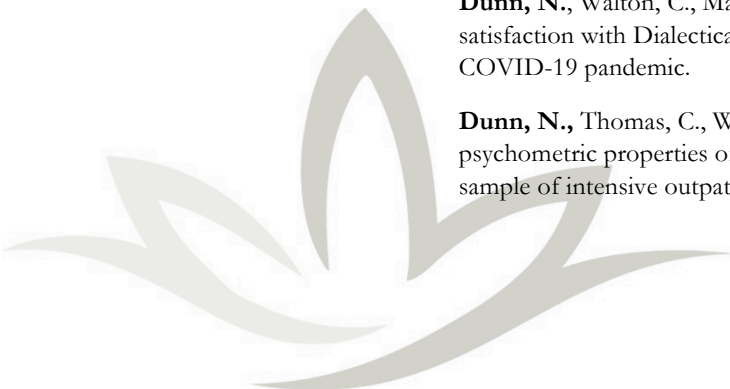 Dunn, N., Walton, C., Ma
satisfaction with Dialectica
COVID-19 pandemic.
Dunn, N., Thomas, C., W
psychometric properties o
sample of intensive outpat